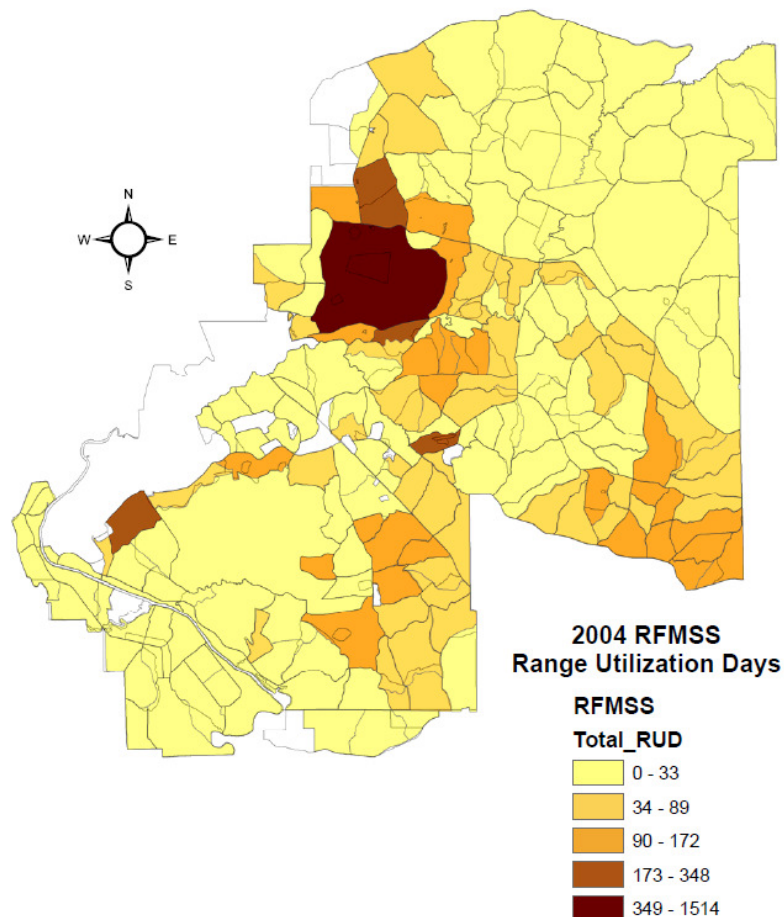 N
W E
S
2004 RFMSS
Range Utilization Days
RFMSS
Total_RUD
0 - 33
34 - 89
90 - 172
173 - 348
349 - 1514